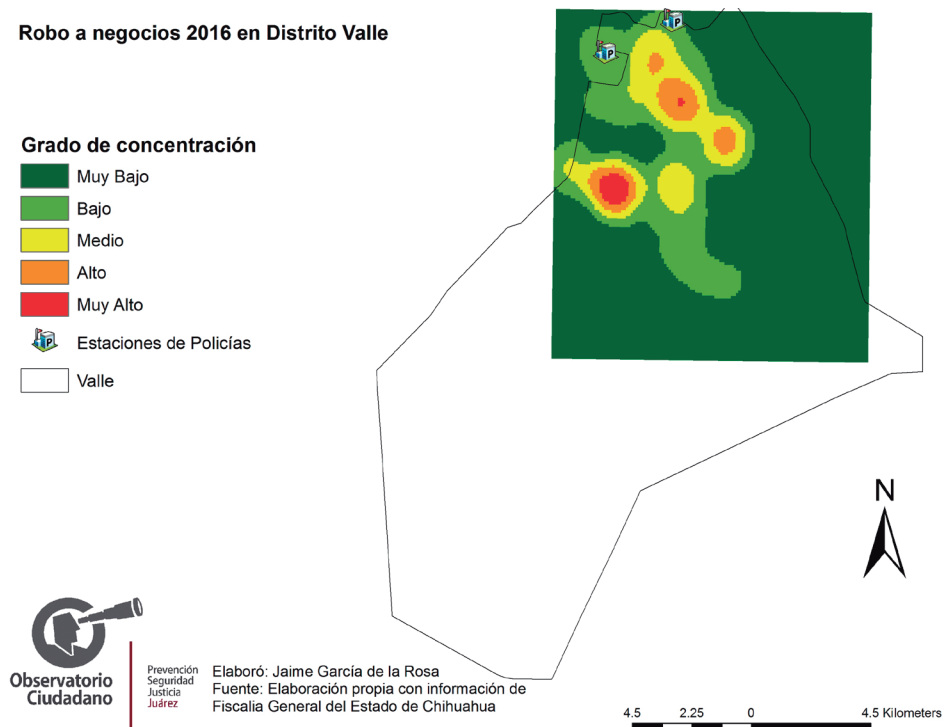 Robo a negocios 2016 en Distrito Valle
Grado de concentración
Muy Bajo
Bajo
Medio
Alto
Muy Alto
Estaciones de Policías
Valle
P
P
P
N
Observatorio
Ciudadano
Prevención
Seguridad
Justicia
Juárez
Elaboró: Jaime García de la Rosa
Fuente: Elaboración propia con información de
Fiscalia General del Estado de Chihuahua
4.5 2.25 0 4.5 Kilometers